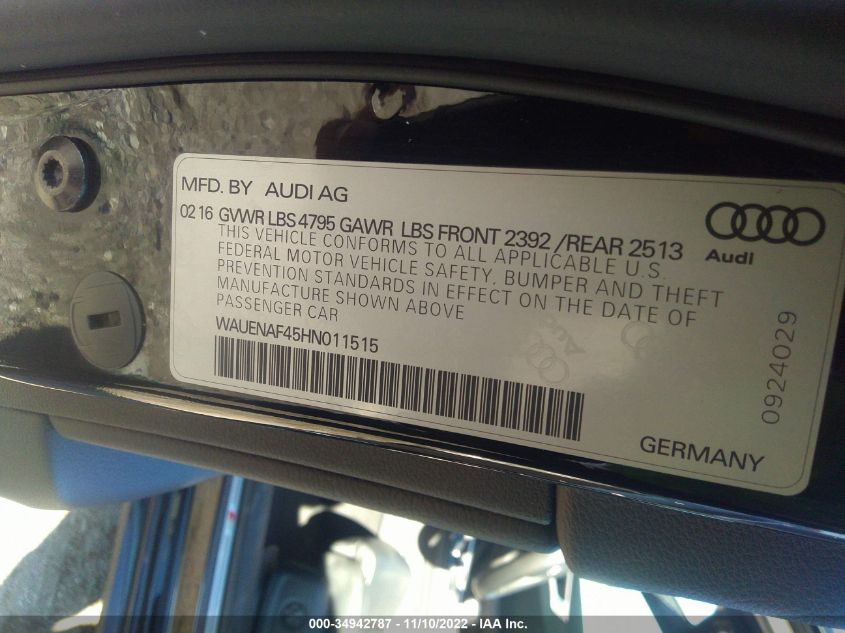 MFD. BY AUDI AG
02 16 GVWR LBS 4795 GAWR LBS FRONT 2392 / REAR 2513
THIS VEHICLE CONFORMS TO ALL APPLICABLE U.S.
FEDERAL MOTOR VEHICLE SAFETY, BUMPER AND THEFT
PREVENTION STANDARDS IN EFFECT ON THE DATE OF
MANUFACTURE SHOWN ABOVE
PASSENGER CAR
WAUENAF45HN011515
Audi
0924029
GERMANY
000-34942787 - 11/10/2022 - IAA Inc.